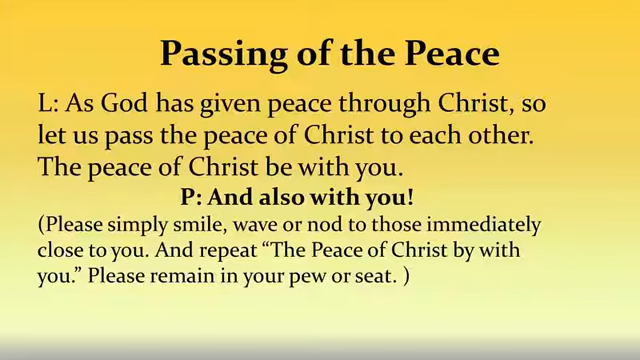 Passing of the Peace
L: As God has given peace through Christ, so
let us pass the peace of Christ to each other.
The peace of Christ be with you.
P: And also with you!
(Please simply smile, wave or nod to those immediately
close to you. And repeat “The Peace of Christ by with
you.” Please remain in your pew or seat. )